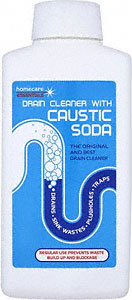 homecare
ESSENTIALS
DRAIN CLEANER WITH
CAUSTIC
SODA
THE ORIGINAL
AND BEST
DRAIN CLEANER
DRAINS • SINK WASTES • PLUGHOLES • TRAPS
REGULAR USE PREVENTS WASTE
BUILD UP AND BLOCKAGE